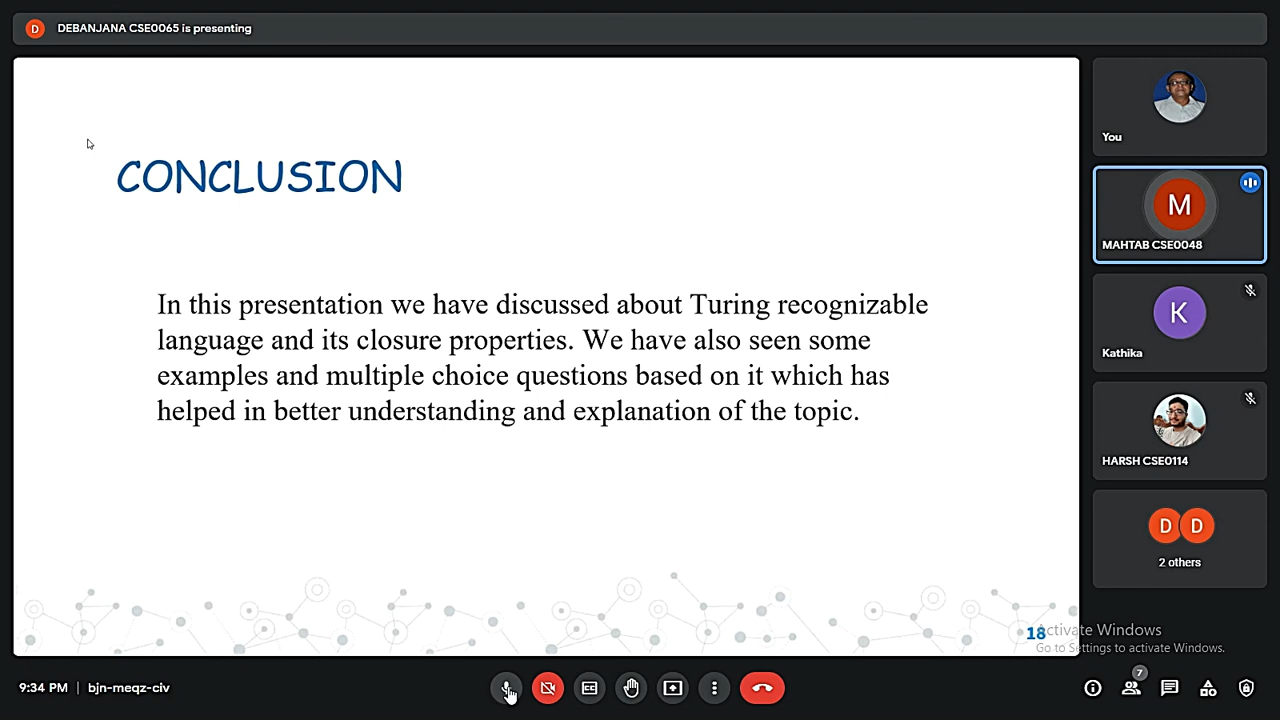 D
DEBANJANA CSE0065 is presenting
CONCLUSION
In this presentation we have discussed about Turing recognizable
language and its closure properties. We have also seen some
examples and multiple choice questions based on it which has
helped in better understanding and explanation of the topic.
18
Activate Windows
Go to Settings to activate Windows.
You
M
MAHTAB CSE0048
K
Kathika
HARSH CSE0114
D D
2 others
9:34 PM | bjn-meqz-civ
7